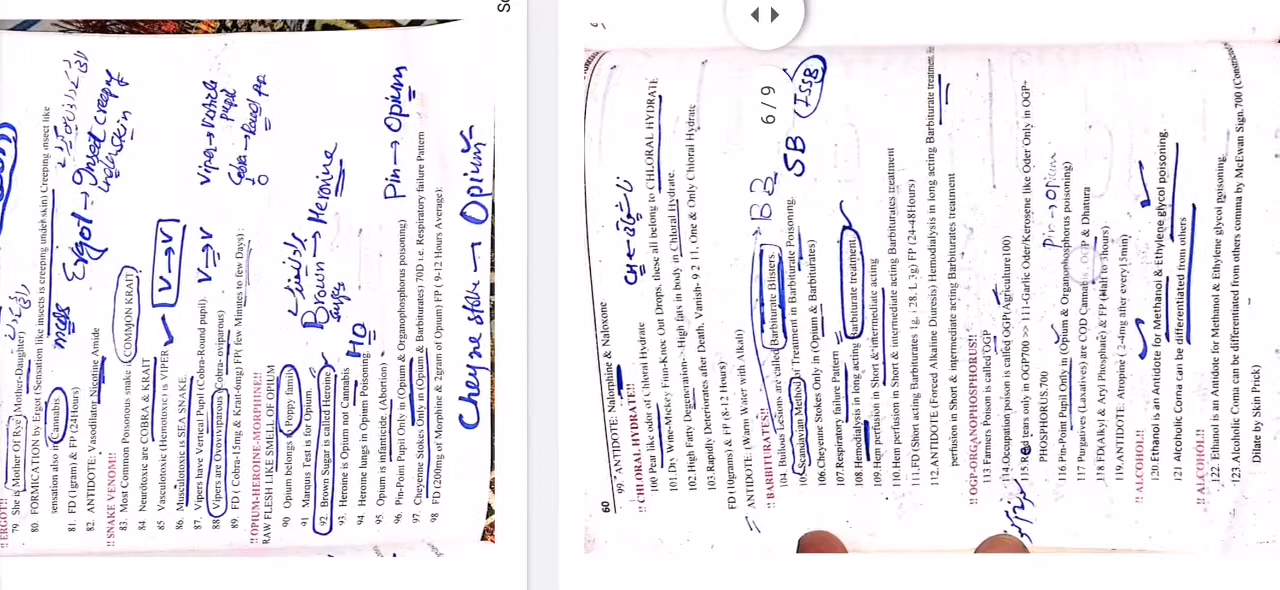 !! ERGOT!!
79. She is Mother Of Rye( Mother-Daughter)
80. FORMICATION by Ergot (Sensation like insects is creeping under skin) Creeping insect like
sensation also in Cannabis
81. FD (1gram) & FP (24Hours)
82. ANTIDOTE: Vasodilator Nicotine Amide
!! SNAKE VENOM!!
83. Most Common Poisonous snake is COMMON KRAIT
84 Neurotoxic are COBRA & KRAIT
85 Vasculotoxic (Hemotoxic) is VIPER
86. Musculotoxic is SEA SNAKE.
87. Vipers have Vertical Pupil (Cobra-Round pupil).
88 Vipers are Ovoviviparous (Cobra-oviparous)
89. FD ( Cobra-15mg & Krait-6mg) FP( few Minutes to few Days)
!! OPIUM-HEROINE-MORPHEINE!!
RAW FLESH LIKE SMELL OF OPIUM
90 Opium belongs to Poppy family
91 Marquis Test is for Opium
92. Brown Sugar is called Heroine
93. Heroine is Opium not Cannabis
94. Heroine is Opium Poisoning.
95 Opium is infanticide. (Abortion)
96. Pin-Point Pupil Only in (Opium & Organophosphorus poisoning)
97. Cheyene Stokes Only in (Opium & Barbiturates) 70D i.e. Respiratory failure Pattern
98 FD (200mg of Morphine & 2gram of Opium) FP ( 9-12 Hours Average):
Ergot → Insect creepy
under skin
V → V
V → V
Viper → Verticle
pupil
Cobra → Round
Brown → Heroine
suger
Pin → Opium
Cheyne stoke → Opium
6/9
60
99. ANTIDOTE: Nalorphine & Naloxone
!! CHLORAL HYDRATE!!
100 Pear like odor of Chloral Hydrate
101. Dry Wine-Mickey Finn-Knock Out Drops, these all belong to CHLORAL HYDRATE
102. High Fatty Degeneration-> High fats in body in Chloral Hydrate.
103. Rapidly Deteriorates after Death. Vanish- 9 2 11, One & Only Choral Hydrate
FD (10grams) & FP (8-12 Hours)
ANTIDOTE: (Warm Water with Alkali)
!! BARBITURATES!!
104. Bullous Lesions are called Barbiturate Blisters.
105. Scandinavian Method of Treatment in Barbiturate Poisoning.
106. Cheyene Stokes Only in (Opium & Barbiturates)
107. Respiratory failure Pattern
108. Hemodialysis in long acting barbiturate treatment.
109. Hem perfusion in Short & intermediate acting
110. Hem perfusion in Short & intermediate acting Barbiturates treatment
111. FD (Short acting Barbiturates 1g, 28. L 3g) FP (24-48Hours)
112. ANTIDOTE (Forced Alkaline Diuresis) Hemodialysis in long acting Barbiturate treatment.
perfusion in Short & intermediate acting Barbiturates treatment
!! OGP-ORGANOPHOSPHORUS!!
113. Farmers Poison is called OGP
114. Occupation poison is called OGP(Agriculture100)
115. Red tears only in OGP700 >> 111-Garlic Oder/Kerosene like Oder Only in OGP-
PHOSPHORUS.700
116. Pin-Point Pupil Only in (Opium & Organophosphorus poisoning)
117 Purgatives (Laxatives) are COD Cannabis, OGP & Dhatura
118. FD(Alkyl & Aryl Phosphate) & FP (Half to 3hours)
119. ANTIDOTE: Atropine ( 2-4mg after every15min)
!! ALCOHOL!!
120. Ethanol is an Antidote for Methanol & Ethylene glycol poisoning.
121 Alcoholic Coma can be differentiated from others
!! ALCOHOL!!
122. Ethanol is an Antidote for Methanol & Ethylene glycol poisoning.
123. Alcoholic Coma can be differentiated from others comma by McEwan Sign.700 (Constricted
Dilate by Skin Prick)
BB
SB
ISSB
Pin → Opium